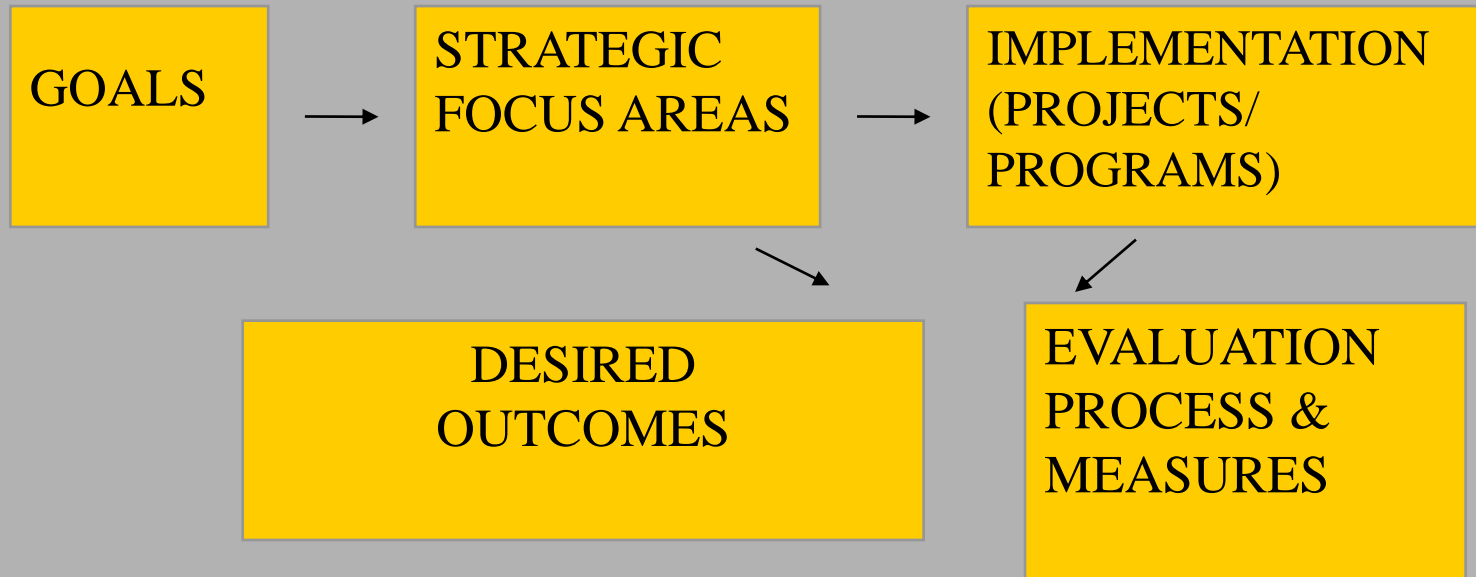 GOALS
STRATEGIC
FOCUS AREAS
IMPLEMENTATION
(PROJECTS/
PROGRAMS)
DESIRED
OUTCOMES
EVALUATION
PROCESS &
MEASURES